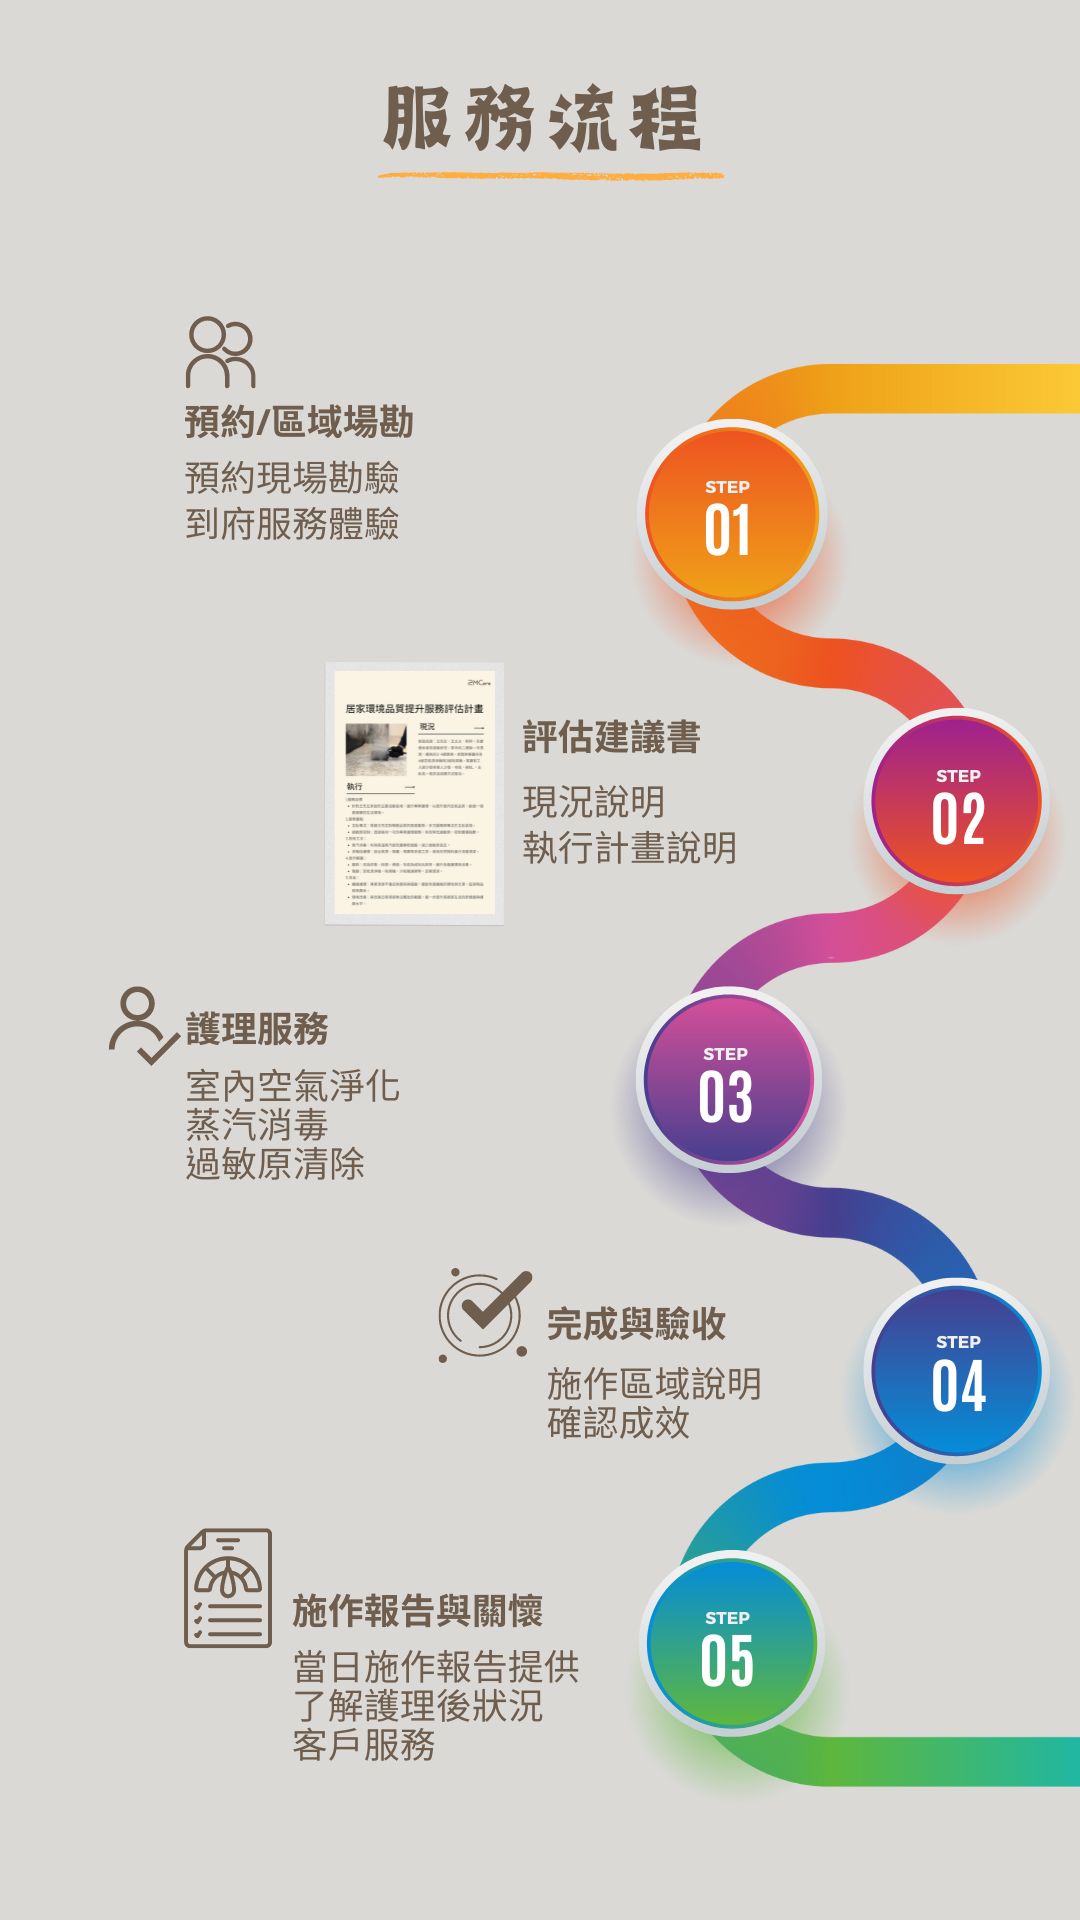 服務流程
預約/區域場勘
預約現場勘驗
到府服務體驗
STEP
01
居家環境品質提升服務評估計畫
現況
執行
評估建議書
現況說明
執行計畫說明
STEP
02
護理服務
室內空氣淨化
蒸汽消毒
過敏原清除
STEP
03
完成與驗收
施作區域說明
確認成效
STEP
04
施作報告與關懷
當日施作報告提供
了解護理後狀況
客戶服務
STEP
05